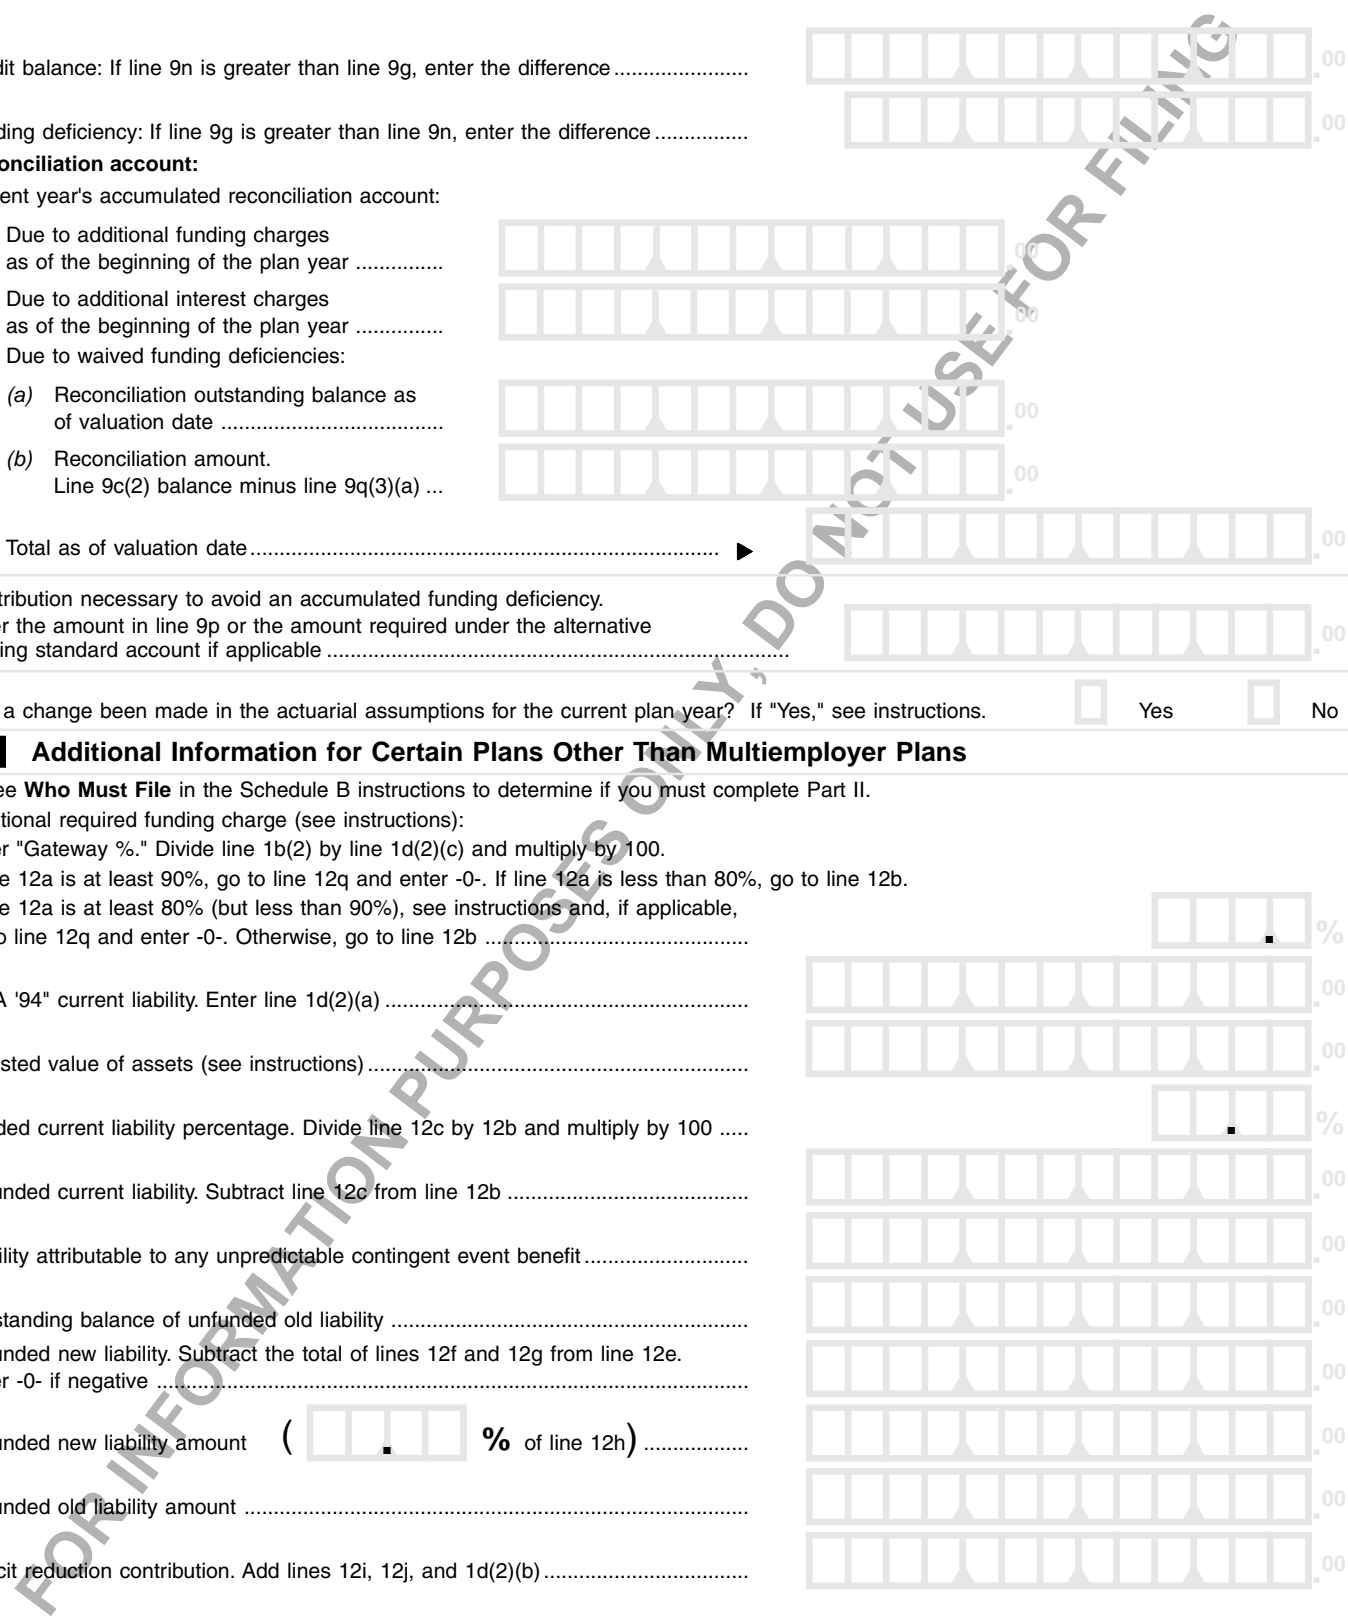 dit balance: If line 9n is greater than line 9g, enter the difference ....................... .00
ding deficiency: If line 9g is greater than line 9n, enter the difference ................ .00
onciliation account:
ent year's accumulated reconciliation account:
Due to additional funding charges
as of the beginning of the plan year ............... .00
Due to additional interest charges
as of the beginning of the plan year ............... .00
Due to waived funding deficiencies:
(a) Reconciliation outstanding balance as
of valuation date ...................................... .00
(b) Reconciliation amount.
Line 9c(2) balance minus line 9q(3)(a) ... .00
Total as of valuation date ................................................................................ ► .00
tribution necessary to avoid an accumulated funding deficiency.
r the amount in line 9p or the amount required under the alternative
ing standard account if applicable ............................................................................... .00
a change been made in the actuarial assumptions for the current plan year? If "Yes," see instructions. Yes No
Additional Information for Certain Plans Other Than Multiemployer Plans
ee Who Must File in the Schedule B instructions to determine if you must complete Part II.
tional required funding charge (see instructions):
r "Gateway %." Divide line 1b(2) by line 1d(2)(c) and multiply by 100.
e 12a is at least 90%, go to line 12q and enter -0-. If line 12a is less than 80%, go to line 12b.
e 12a is at least 80% (but less than 90%), see instructions and, if applicable,
o line 12q and enter -0-. Otherwise, go to line 12b ............................................. . %
A '94" current liability. Enter line 1d(2)(a) .............................................................. .00
sted value of assets (see instructions) ................................................................. .00
ded current liability percentage. Divide line 12c by 12b and multiply by 100 ..... . %
unded current liability. Subtract line 12c from line 12b ......................................... .00
ility attributable to any unpredictable contingent event benefit ............................ .00
standing balance of unfunded old liability ............................................................. .00
unded new liability. Subtract the total of lines 12f and 12g from line 12e.
r -0- if negative ..................................................................................................... .00
unded new liability amount ( . % of line 12h) .................. .00
unded old liability amount ...................................................................................... .00
cit reduction contribution. Add lines 12i, 12j, and 1d(2)(b) ................................... .00
FOR INFORMATION PURPOSES ONLY, DO NOT USE FOR FILING